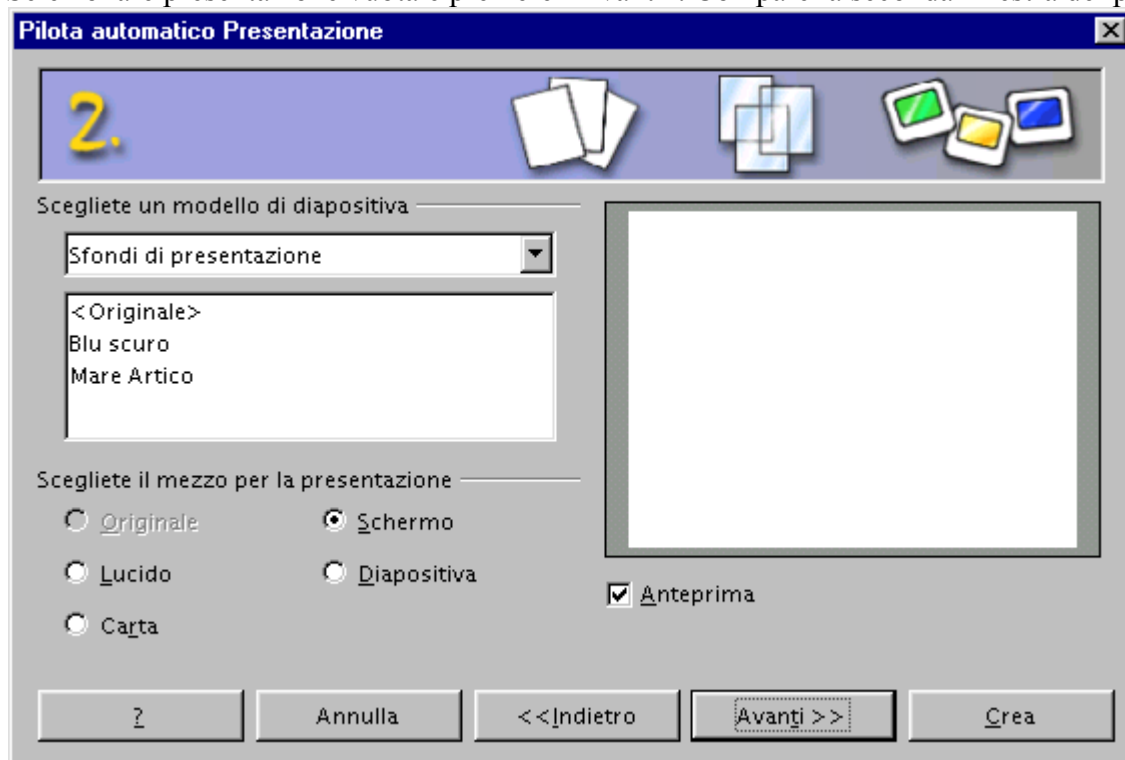 Pilota automatico Presentazione
2.
Scegliete un modello di diapositiva
Sfondi di presentazione
<Originale>
Blu scuro
Mare Artico
Scegliete il mezzo per la presentazione
Originale
Schermo
Lucido
Diapositiva
Carta
Anteprima
? Annulla <<Indietro Avanti >> Crea